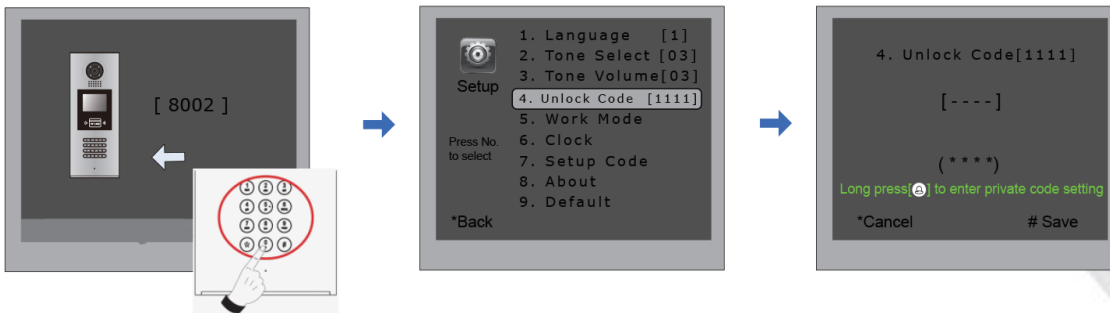 [ 8002 ]
Setup
Press No.
to select
*Back
1. Language [1]
2. Tone Select [03]
3. Tone Volume[03]
4. Unlock Code [1111]
5. Work Mode
6. Clock
7. Setup Code
8. About
9. Default
4. Unlock Code[1111]
[----]
(****)
Long press[] to enter private code setting
*Cancel # Save